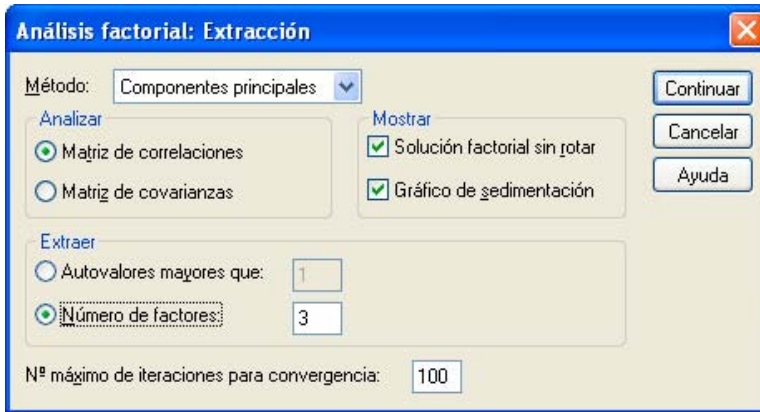 Análisis factorial: Extracción
Método: Componentes principales
Continuar
Analizar
Matriz de correlaciones
Matriz de covarianzas
Mostrar
Solución factorial sin rotar
Gráfico de sedimentación
Cancelar
Ayuda
Extraer
Autovalores mayores que: 1
Número de factores: 3
Nº máximo de iteraciones para convergencia: 100